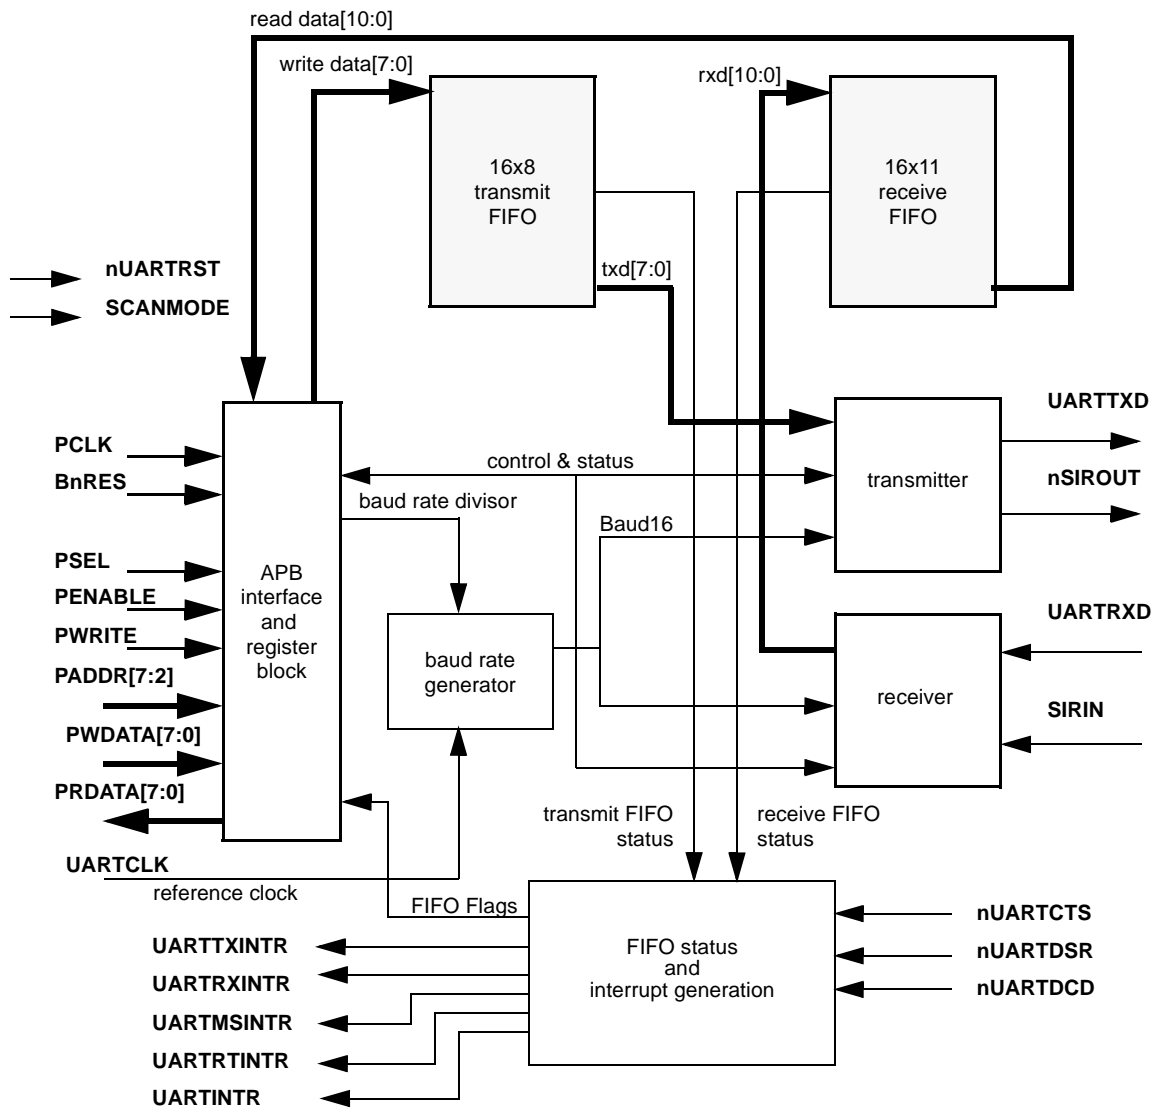 read data[10:0]
write data[7:0]
rxd[10:0]
16x8
transmit
FIFO
16x11
receive
FIFO
nUARTRST
SCANMODE
txd[7:0]
UARTTXD
nSIROUT
PCLK
BnRES
control & status
transmitter
baud rate divisor
Baud16
PSEL
PENABLE
PWRITE
PADDR[7:2]
PWDATA[7:0]
PRDATA[7:0]
APB
interface
and
register
block
baud rate
generator
UARTRXD
receiver
SIRIN
transmit FIFO
status
receive FIFO
status
UARTCLK
reference clock
FIFO Flags
FIFO status
and
interrupt generation
nUARTCTS
nUARTDSR
nUARTDCD
UARTTXINTR
UARTRXINTR
UARTMSINTR
UARTRTINTR
UARTINTR